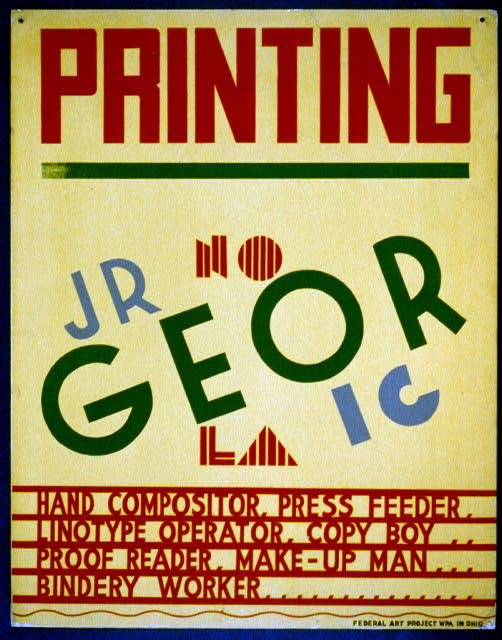 PRINTING
NO
JR
GEOR
IC
LA
HAND COMPOSITOR, PRESS FEEDER,
LINOTYPE OPERATOR, COPY BOY ..
PROOF READER, MAKE-UP MAN ...
BINDERY WORKER..............
FEDERAL ART PROJECT WPA IN OHIO